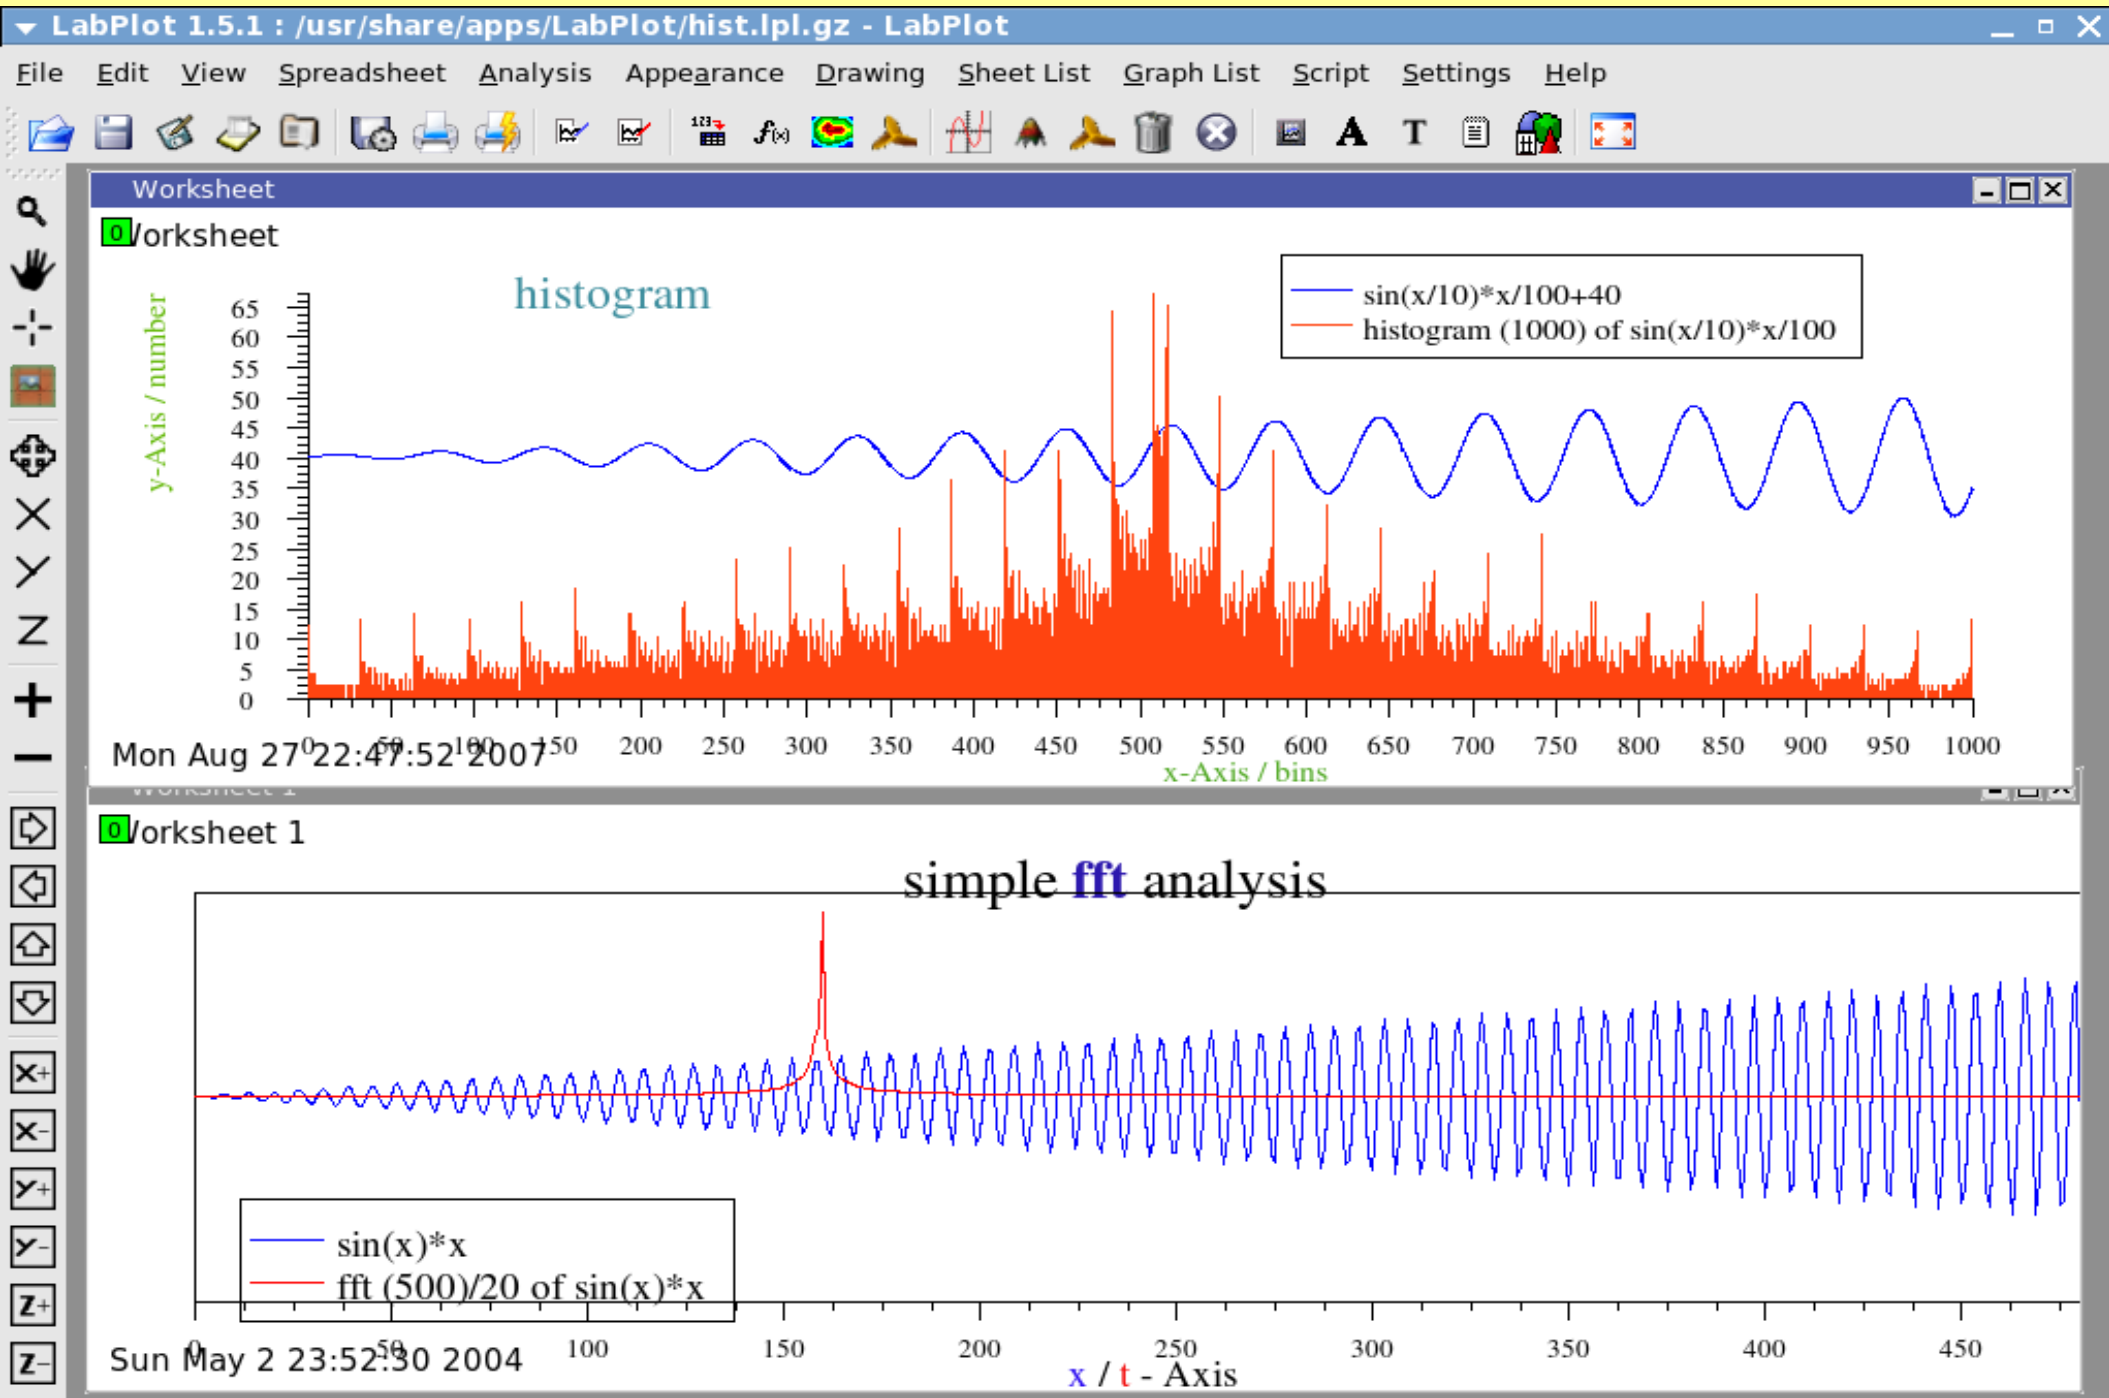 LabPlot 1.5.1 : /usr/share/apps/LabPlot/hist.lpl.gz - LabPlot
File Edit View Spreadsheet Analysis Appearance Drawing Sheet List Graph List Script Settings Help
123 f(x) A T
Worksheet
0 orksheet
histogram
sin(x/10)*x/100+40
histogram (1000) of sin(x/10)*x/100
y-Axis / number
65
60
55
50
45
40
35
30
25
20
15
10
5
0
0 50 100 150 200 250 300 350 400 450 500 550 600 650 700 750 800 850 900 950 1000
Mon Aug 27 22:47:52 2007
x-Axis / bins
Worksheet 1
0 orksheet 1
simple fft analysis
sin(x)*x
fft (500)/20 of sin(x)*x
0 50 100 150 200 250 300 350 400 450
Sun May 2 23:52:30 2004
x / t - Axis
X
Y
Z
X+
X-
Y+
Y-
Z+
Z-